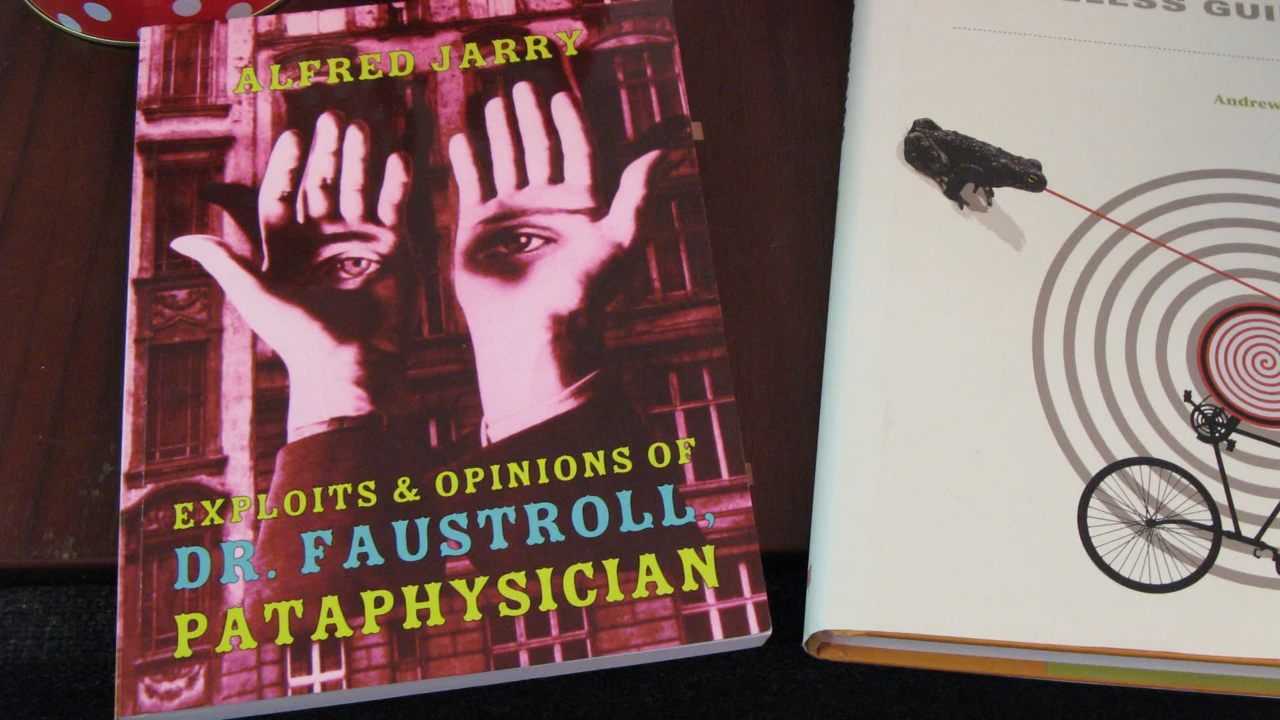 ALFRED JARRY
EXPLOITS & OPINIONS OF
DR. FAUSTROLL,
PATAPHYSICIAN
Andrew